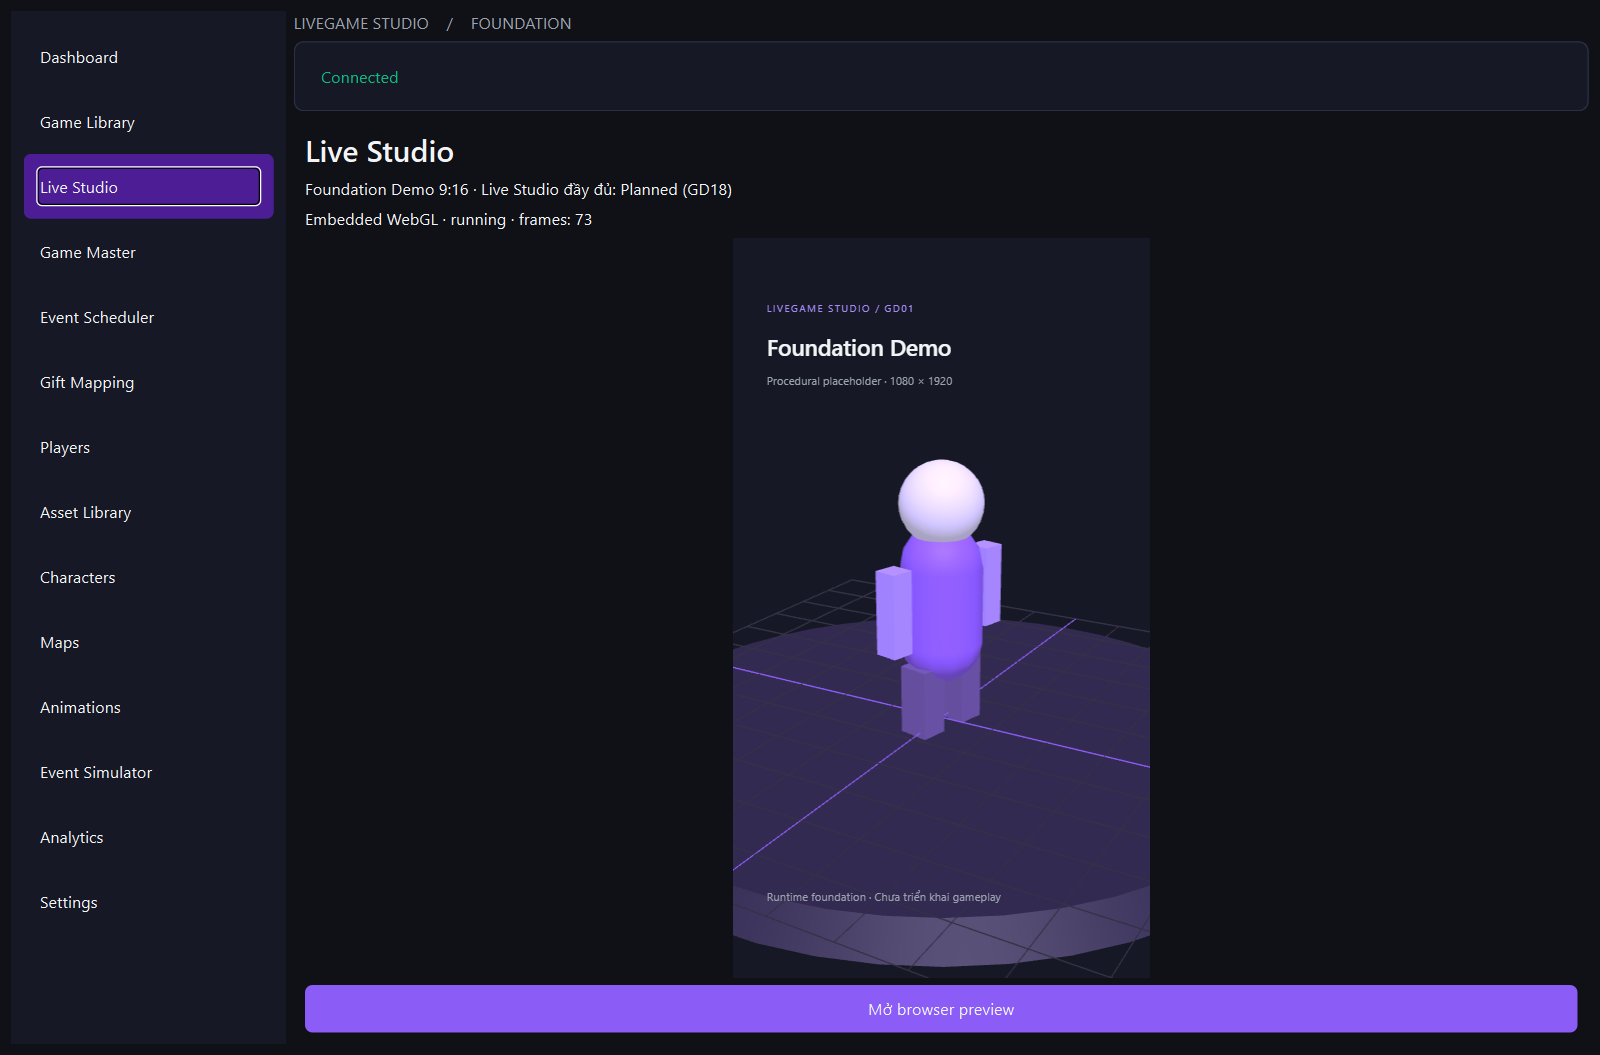 LIVEGAME STUDIO / FOUNDATION
Connected
Dashboard
Game Library
Live Studio
Game Master
Event Scheduler
Gift Mapping
Players
Asset Library
Characters
Maps
Animations
Event Simulator
Analytics
Settings
Live Studio
Foundation Demo 9:16 · Live Studio đầy đủ: Planned (GD18)
Embedded WebGL · running · frames: 73
LIVEGAME STUDIO / GD01
Foundation Demo
Procedural placeholder · 1080 × 1920
Runtime foundation · Chưa triển khai gameplay
Mở browser preview